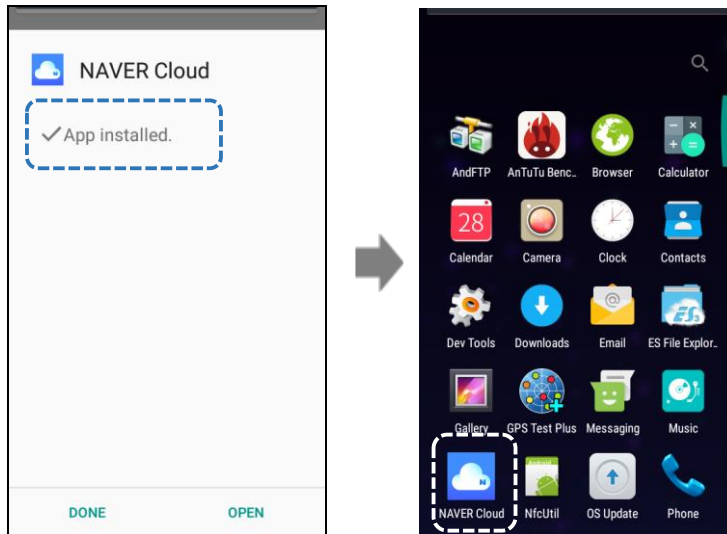 NAVER Cloud
App installed.
DONE OPEN
AndFTP AnTuTu Benc.. Browser Calculator
28
Calendar Camera Clock Contacts
Dev Tools Downloads Email ES File Explor..
Gallery GPS Test Plus Messaging Music
NAVER Cloud NfcUtil OS Update Phone